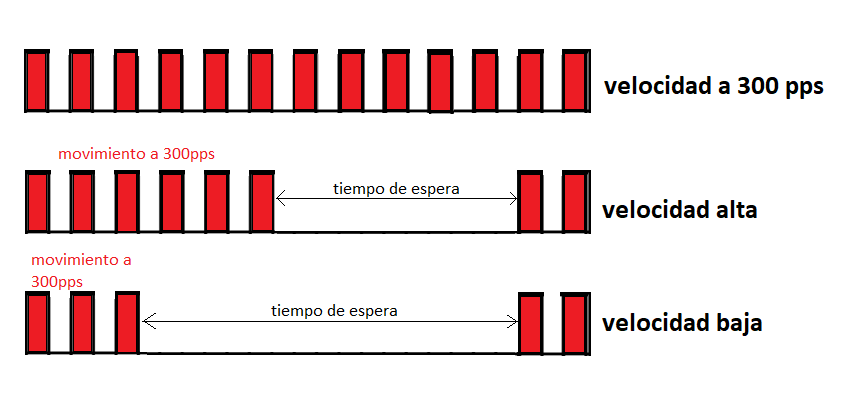 velocidad a 300 pps
movimiento a 300pps
tiempo de espera
velocidad alta
movimiento a
300pps
tiempo de espera
velocidad baja